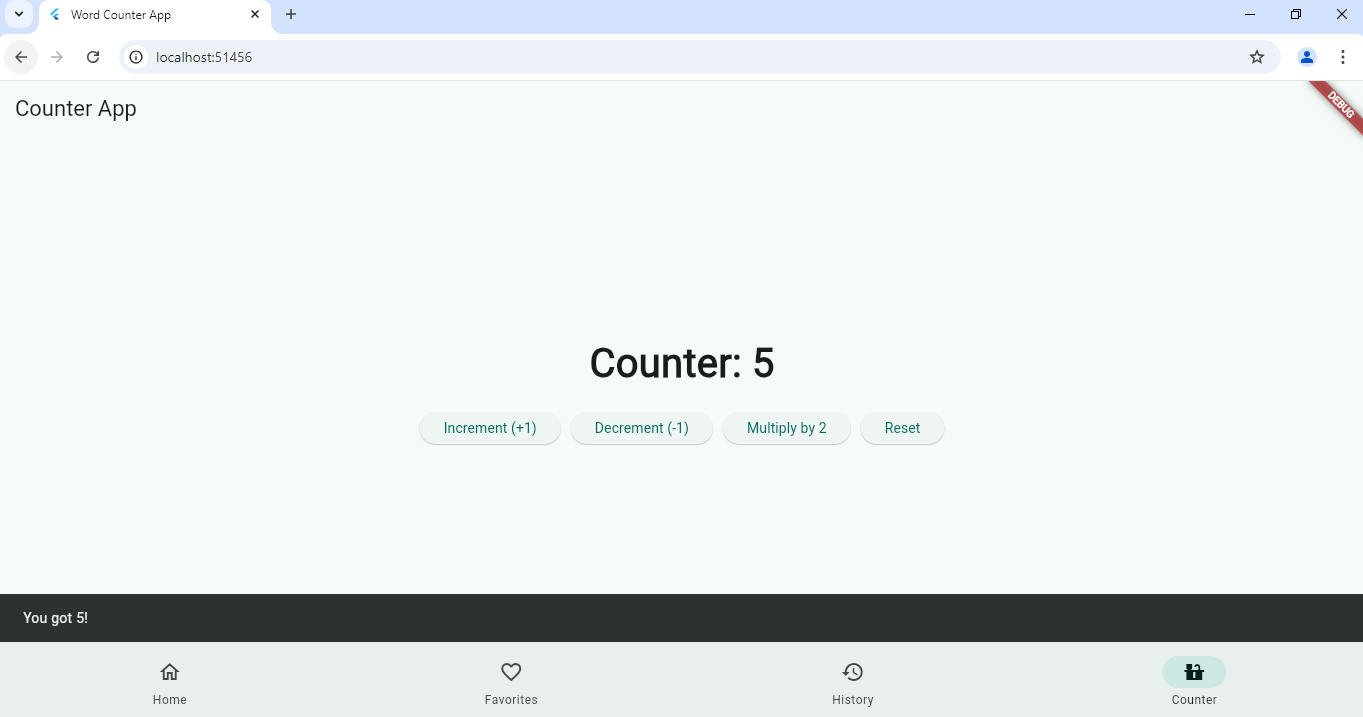 Word Counter App
localhost:51456
Counter App
DEBUG
Counter: 5
Increment (+1) Decrement (-1) Multiply by 2 Reset
You got 5!
Home Favorites History Counter